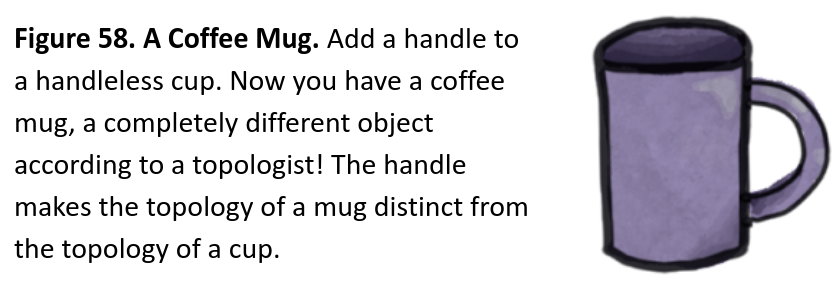 Figure 58. A Coffee Mug. Add a handle to
a handleless cup. Now you have a coffee
mug, a completely different object
according to a topologist! The handle
makes the topology of a mug distinct from
the topology of a cup.